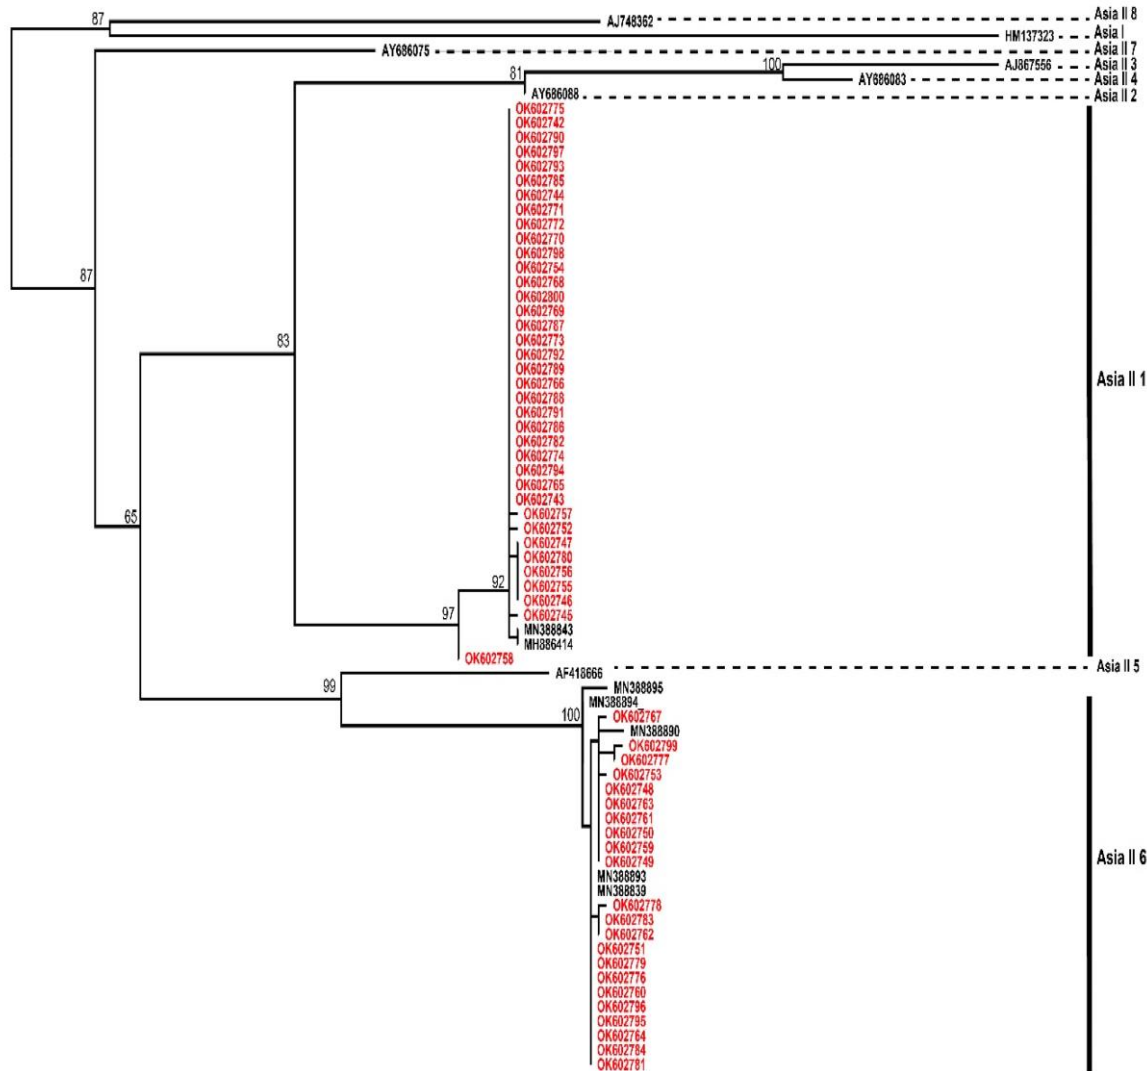 87
AJ748362
Asia II 8
HM137323
Asia I
AY686075
Asia II 7
81
100
AJ867556
Asia II 3
AY686083
Asia II 4
AY686088
Asia II 2
OK602775
OK602742
OK602790
OK602797
OK602793
OK602785
OK602744
OK602771
OK602772
OK602770
OK602798
OK602754
OK602768
OK602800
OK602769
OK602787
OK602773
OK602792
OK602789
OK602766
OK602788
OK602791
OK602786
OK602782
OK602774
OK602794
OK602765
OK602743
OK602757
OK602752
OK602747
OK602780
OK602756
OK602755
OK602746
OK602745
MN388843
MH886414
OK602758
87
83
65
92
97
Asia II 1
AF418666
Asia II 5
99
100
MN388895
MN388894_
OK602767
MN388890
OK602799
OK602777
OK602753
OK602748
OK602763
OK602761
OK602750
OK602759
OK602749
MN388893
MN388839
OK602778
OK602783
OK602762
OK602751
OK602779
OK602776
OK602760
OK602796
OK602795
OK602764
OK602784
OK602781
Asia II 6